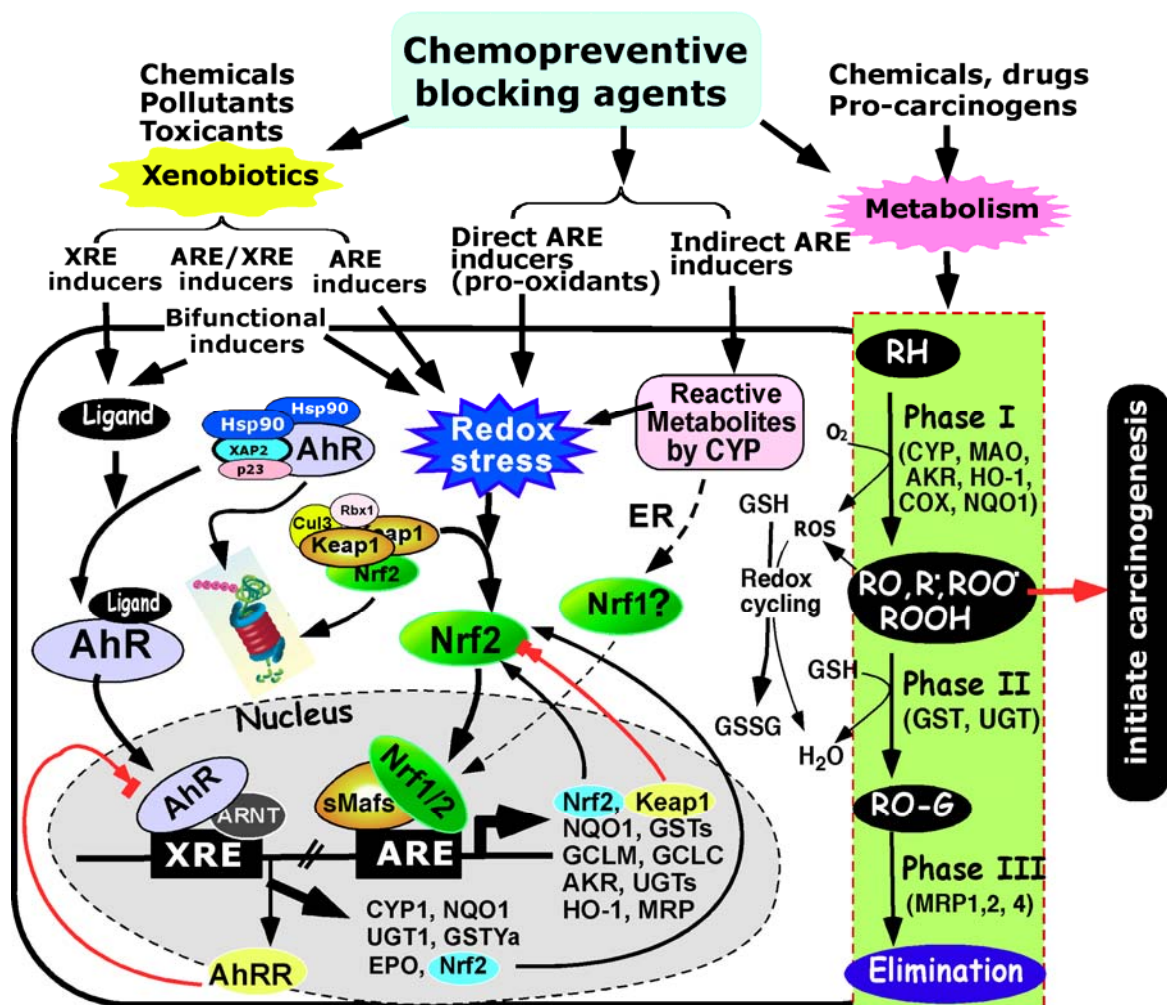 Chemopreventive
blocking agents
Chemicals
Pollutants
Toxicants
Xenobiotics
Chemicals, drugs
Pro-carcinogens
Metabolism
XRE
inducers
ARE/XRE
inducers
ARE
inducers
Bifunctional
inducers
Direct ARE
inducers
(pro-oxidants)
Indirect ARE
inducers
Ligand
Hsp90
Hsp90
XAP2
p23
AhR
Redox
stress
Reactive
Metabolites
by CYP
ER
Cul3
Rbx1
Keap1
Keap1
Nrf2
Nrf1?
Ligand
AhR
Nrf2
Nucleus
AhR
ARNT
XRE
sMafs
Nrf1/2
ARE
Nrf2, Keap1
NQO1, GSTs
GCLM, GCLC
AKR, UGTs
HO-1, MRP
CYP1, NQO1
UGT1, GSTYa
EPO, Nrf2
AhRR
RH
O₂
Phase I
(CYP, MAO,
AKR, HO-1,
COX, NQO1)
GSH
ROS
Redox
cycling
RO, R•, ROO•
ROOH
GSH
Phase II
(GST, UGT)
GSSG
H₂O
RO-G
Phase III
(MRP1,2, 4)
Elimination
initiate carcinogenesis